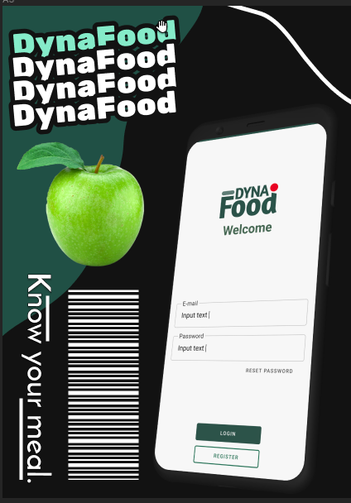 DynaFood
DynaFood
DynaFood
DynaFood
Know your meal.
DYNA
Food
Welcome
E-mail
Input text
Password
Input text
RESET PASSWORD
LOGIN
REGISTER